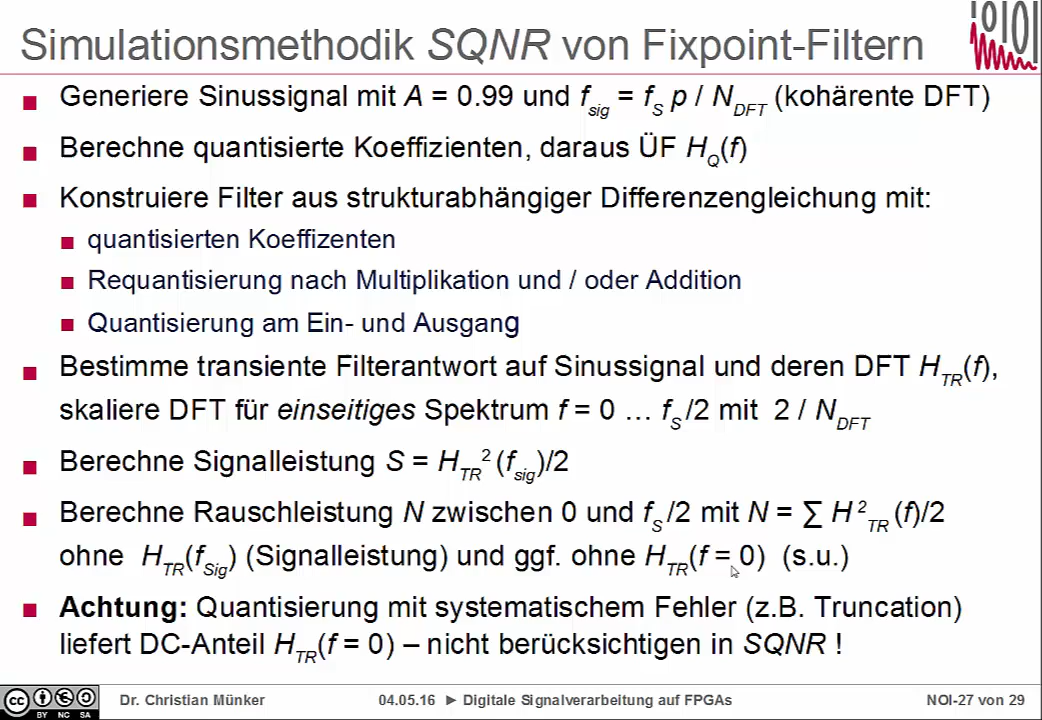 Simulationsmethodik SQNR von Fixpoint-Filtern
Generiere Sinussignal mit A = 0.99 und fsig = fS p / NDFT (kohärente DFT)
Berechne quantisierte Koeffizienten, daraus ÜF HQ(f)
Konstruiere Filter aus strukturabhängiger Differenzengleichung mit:
quantisierten Koeffizenten
Requantisierung nach Multiplikation und / oder Addition
Quantisierung am Ein- und Ausgang
Bestimme transiente Filterantwort auf Sinussignal und deren DFT HTR(f),
skaliere DFT für einseitiges Spektrum f = 0 … fS/2 mit 2 / NDFT
Berechne Signalleistung S = HTR²(fsig)/2
Berechne Rauschleistung N zwischen 0 und fS/2 mit N = ∑ H²TR (f)/2
ohne HTR(fSig) (Signalleistung) und ggf. ohne HTR(f = 0) (s.u.)
Achtung: Quantisierung mit systematischem Fehler (z.B. Truncation)
liefert DC-Anteil HTR(f = 0) – nicht berücksichtigen in SQNR !
cc BY NC SA Dr. Christian Münker 04.05.16 ► Digitale Signalverarbeitung auf FPGAs NOI-27 von 29